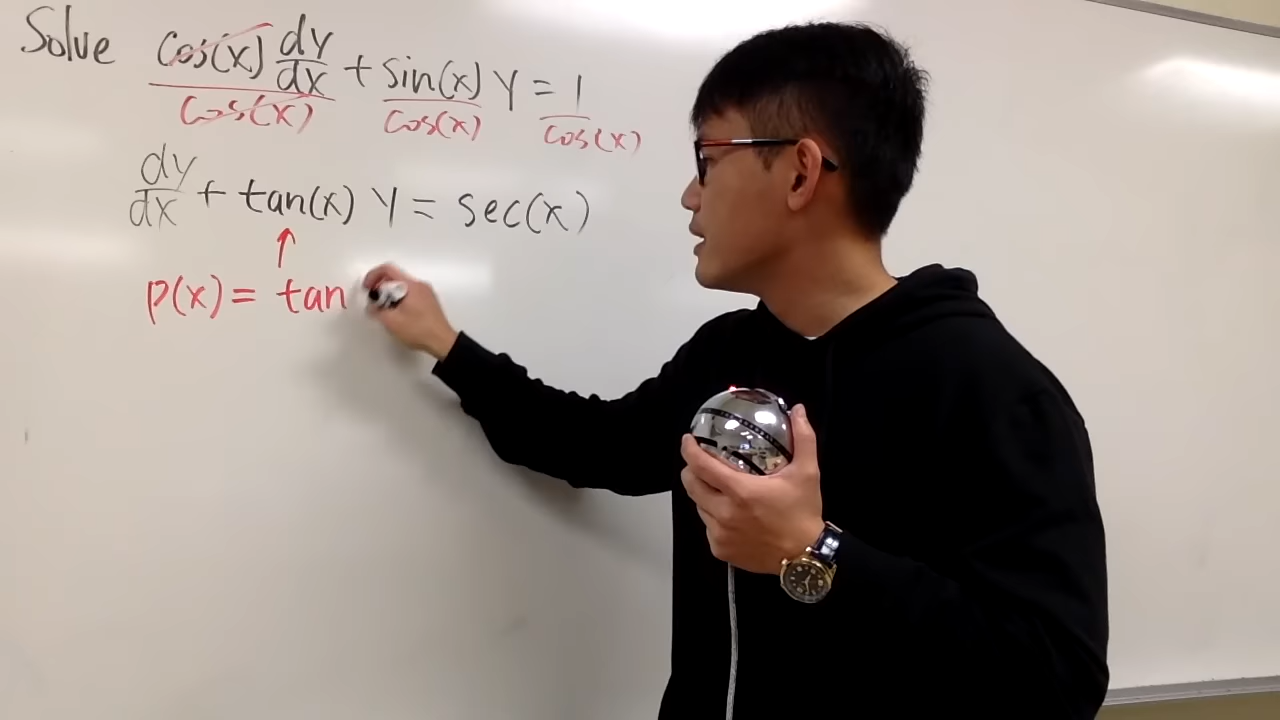 Solve cos(x) dy/dx + sin(x) y = 1
cos(x) cos(x) cos(x)
dy/dx + tan(x) y = sec(x)
↑
p(x) = tan